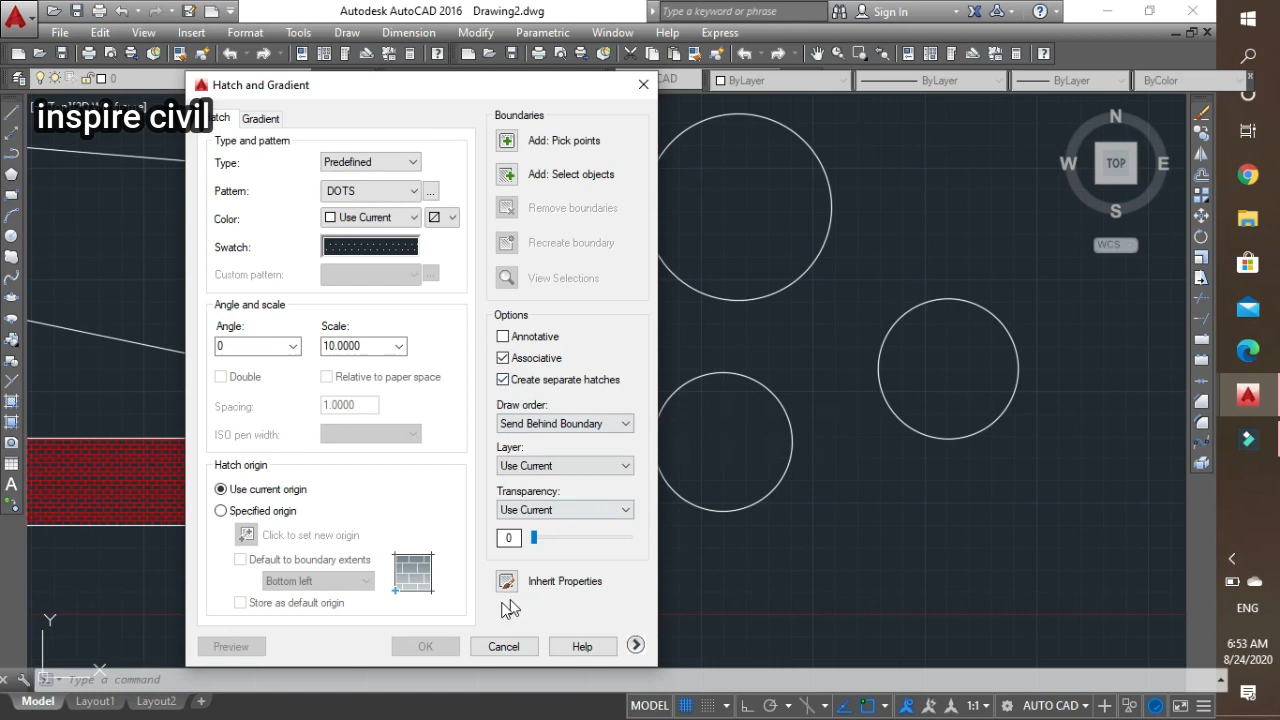 Autodesk AutoCAD 2016 Drawing2.dwg
Type a keyword or phrase
Sign In
File Edit View Insert Format Tools Draw Dimension Modify Parametric Window Help Express
0
ByLayer
ByLayer
ByLayer
ByColor
Hatch and Gradient
inspire civil
Gradient
Type and pattern
Type: Predefined
Pattern: DOTS ...
Color: Use Current
Swatch:
Custom pattern: ...
Angle and scale
Angle: Scale:
0 10.0000
Double Relative to paper space
Spacing: 1.0000
ISO pen width:
Hatch origin
Use current origin
Specified origin
Click to set new origin
Default to boundary extents
Bottom left
Store as default origin
Boundaries
Add: Pick points
Add: Select objects
Remove boundaries
Recreate boundary
View Selections
Options
Annotative
Associative
Create separate hatches
Draw order:
Send Behind Boundary
Layer:
Use Current
Transparency:
Use Current
0
Inherit Properties
Preview OK Cancel Help
N
W TOP E
S
WCS
Y
X
Type a command
Model Layout1 Layout2 +
MODEL 1:1 AUTO CAD
ENG
6:53 AM
8/24/2020